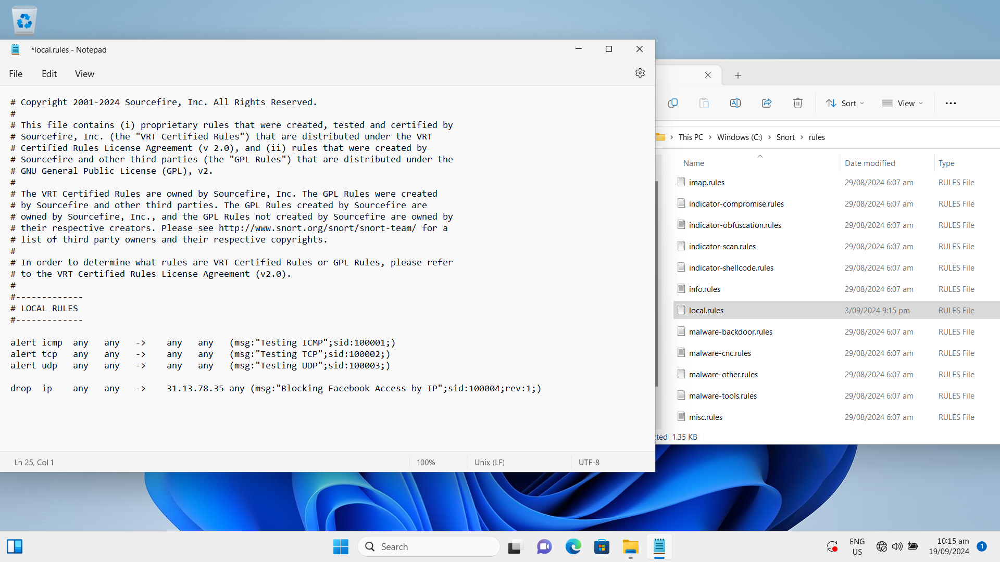 *local.rules - Notepad
File Edit View
# Copyright 2001-2024 Sourcefire, Inc. All Rights Reserved.
#
# This file contains (i) proprietary rules that were created, tested and certified by
# Sourcefire, Inc. (the "VRT Certified Rules") that are distributed under the VRT
# Certified Rules License Agreement (v 2.0), and (ii) rules that were created by
# Sourcefire and other third parties (the "GPL Rules") that are distributed under the
# GNU General Public License (GPL), v2.
#
# The VRT Certified Rules are owned by Sourcefire, Inc. The GPL Rules were created
# by Sourcefire and other third parties. The GPL Rules created by Sourcefire are
# owned by Sourcefire, Inc., and the GPL Rules not created by Sourcefire are owned by
# their respective creators. Please see http://www.snort.org/snort/snort-team/ for a
# list of third party owners and their respective copyrights.
#
# In order to determine what rules are VRT Certified Rules or GPL Rules, please refer
# to the VRT Certified Rules License Agreement (v2.0).
#
#-------------
# LOCAL RULES
#-------------
alert icmp any any -> any any (msg:"Testing ICMP";sid:100001;)
alert tcp any any -> any any (msg:"Testing TCP";sid:100002;)
alert udp any any -> any any (msg:"Testing UDP";sid:100003;)
drop ip any any -> 31.13.78.35 any (msg:"Blocking Facebook Access by IP";sid:100004;rev:1;)
Ln 25, Col 1 100% Unix (LF) UTF-8
Sort View
This PC > Windows (C:) > Snort > rules
Name Date modified Type
imap.rules 29/08/2024 6:07 am RULES File
indicator-compromise.rules 29/08/2024 6:07 am RULES File
indicator-obfuscation.rules 29/08/2024 6:07 am RULES File
indicator-scan.rules 29/08/2024 6:07 am RULES File
indicator-shellcode.rules 29/08/2024 6:07 am RULES File
info.rules 29/08/2024 6:07 am RULES File
local.rules 3/09/2024 9:15 pm RULES File
malware-backdoor.rules 29/08/2024 6:07 am RULES File
malware-cnc.rules 29/08/2024 6:07 am RULES File
malware-other.rules 29/08/2024 6:07 am RULES File
malware-tools.rules 29/08/2024 6:07 am RULES File
misc.rules 29/08/2024 6:07 am RULES File
cted 1.35 KB
Search
ENG
US
10:15 am
19/09/2024
1